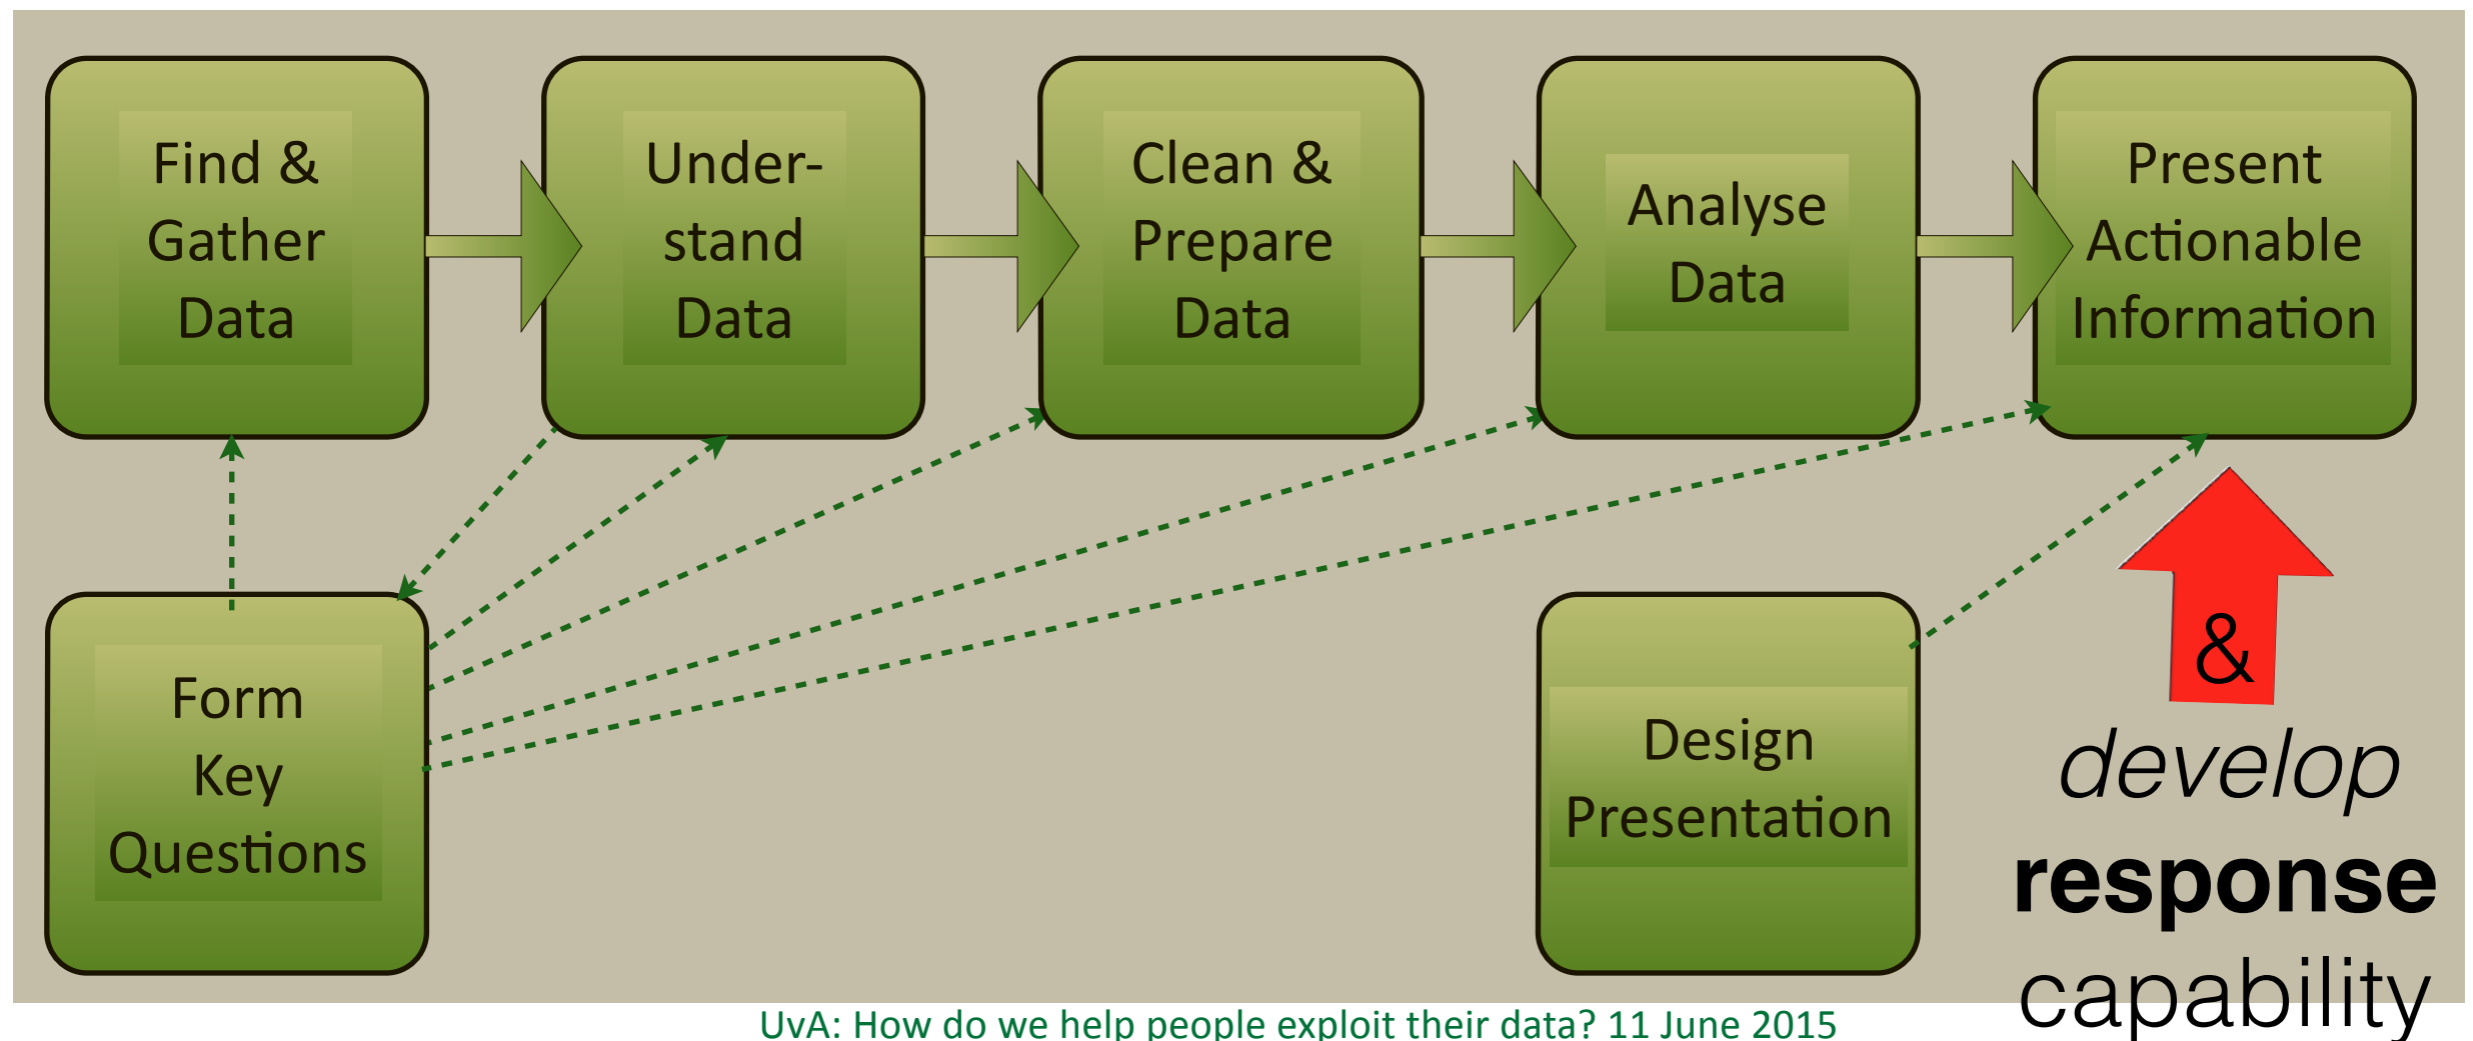 Find &
Gather
Data
Under-
stand
Data
Clean &
Prepare
Data
Analyse
Data
Present
Actionable
Information
Form
Key
Questions
Design
Presentation
&
develop
response
capability
UvA: How do we help people exploit their data? 11 June 2015